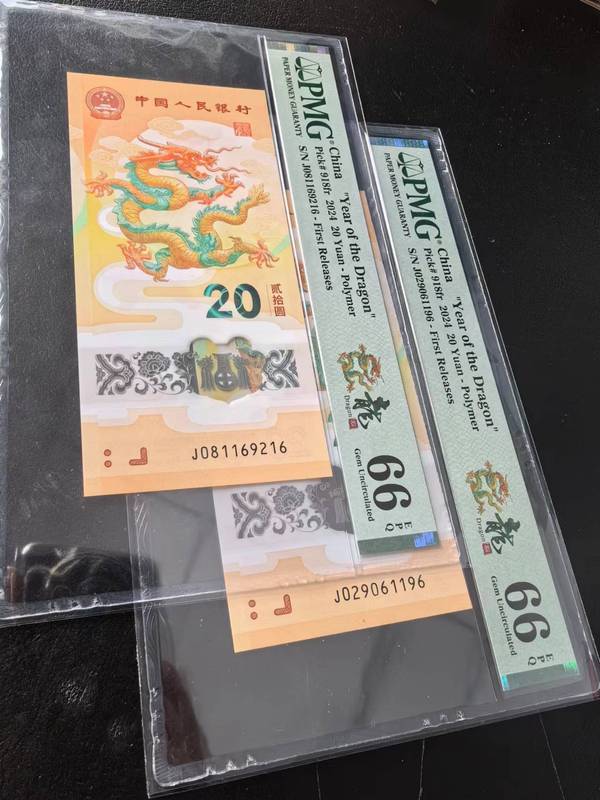 中国人民银行
20
贰拾圆
J081169216
PMG®
PAPER MONEY GUARANTY
China
"Year of the Dragon"
Pick# 918fr 2024 20 Yuan - Polymer
S/N J081169216 - First Releases
龍
Dragon
66 EPQ
Gem Uncirculated
J029061196
PMG®
PAPER MONEY GUARANTY
China
"Year of the Dragon"
Pick# 918fr 2024 20 Yuan - Polymer
S/N J029061196 - First Releases
龍
Dragon
66 EPQ
Gem Uncirculated